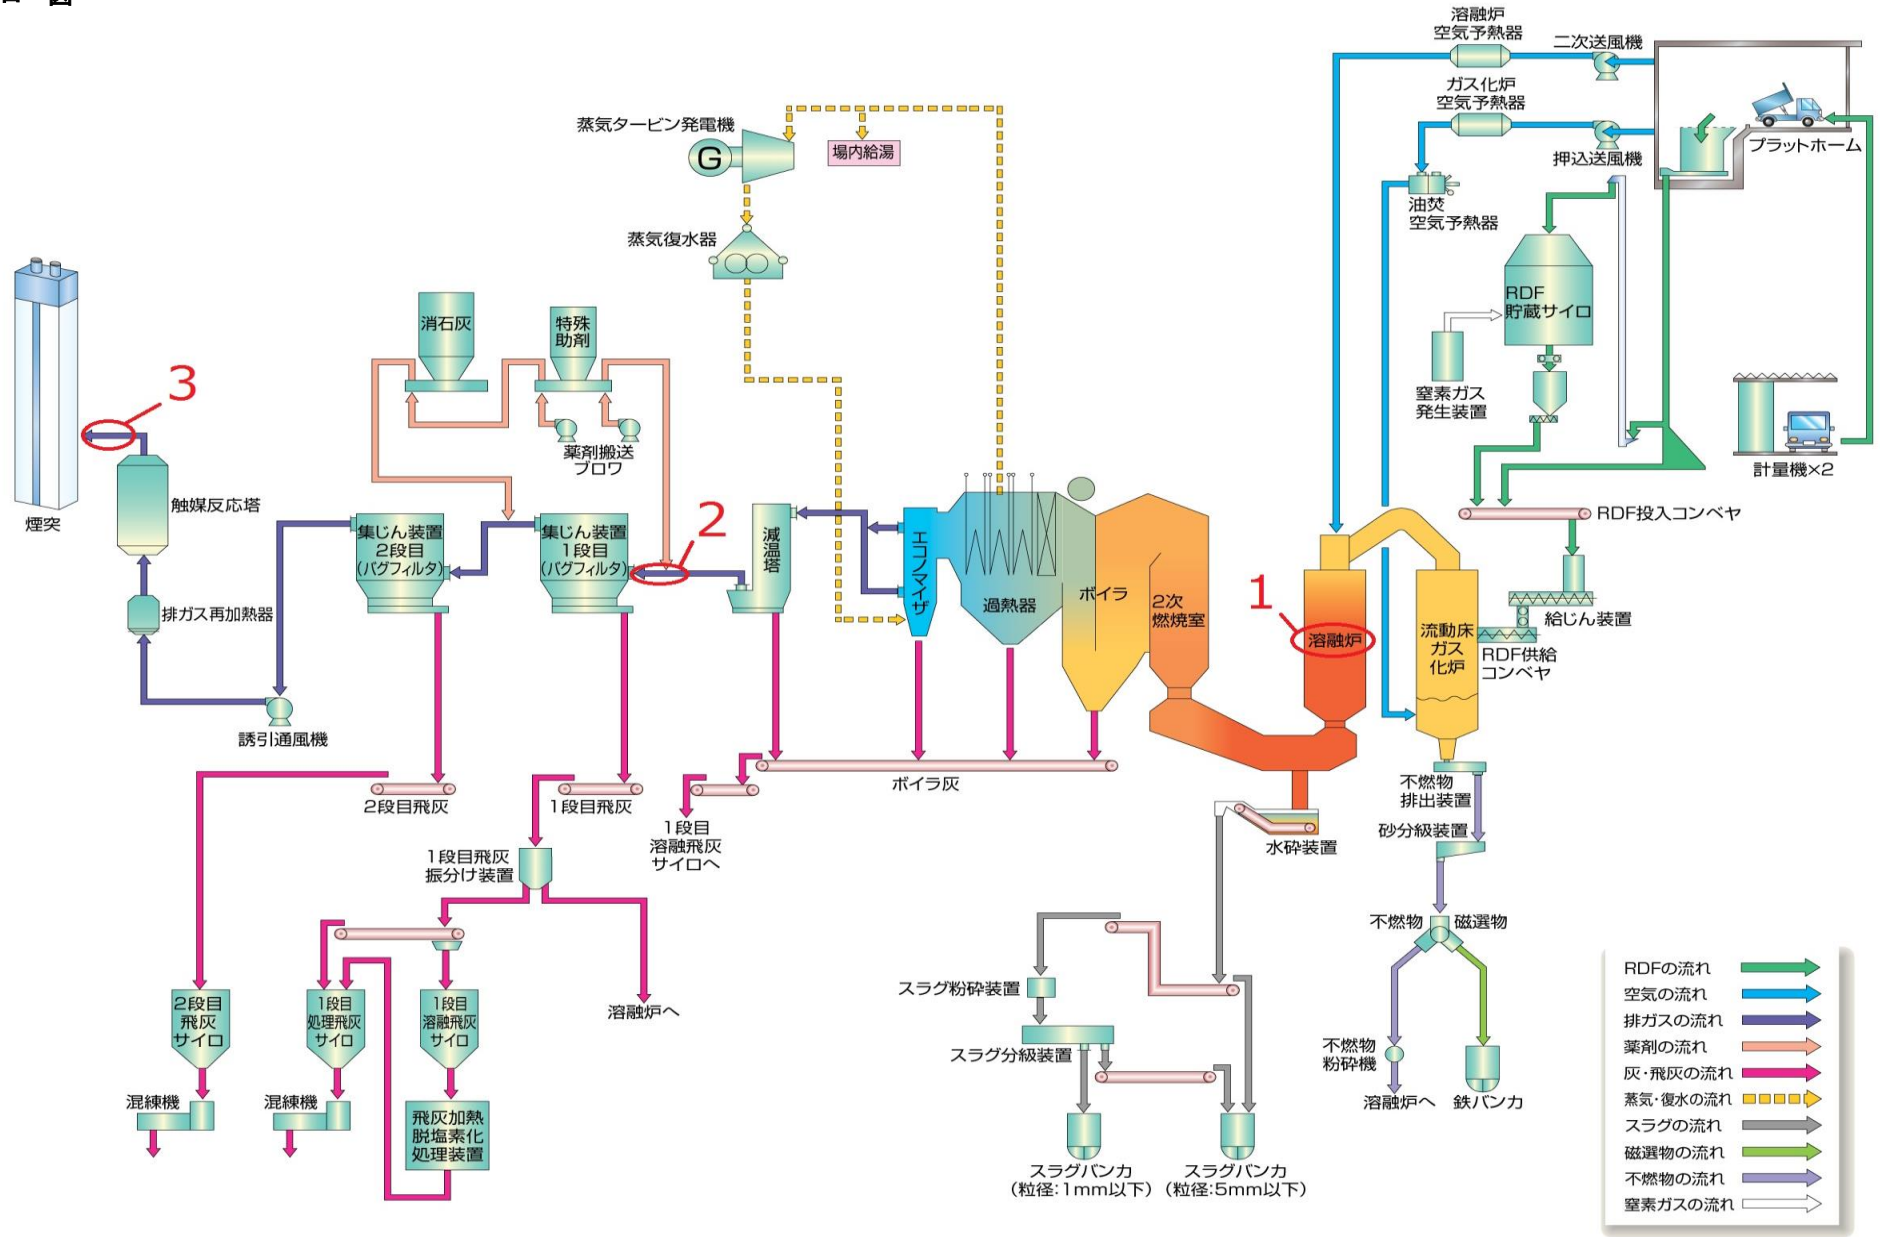 溶融炉
空気予熱器
二次送風機
ガス化炉
空気予熱器
押込送風機
プラットホーム
油焚
空気予熱器
蒸気タービン発電機
G
場内給湯
蒸気復水器
RDF
貯蔵サイロ
窒素ガス
発生装置
計量機×2
RDF投入コンベヤ
給じん装置
RDF供給
コンベヤ
消石灰
特殊
助剤
薬剤搬送
ブロワ
3
煙突
触媒反応塔
排ガス再加熱器
誘引通風機
集じん装置
2段目
(バグフィルタ)
集じん装置
1段目
(バグフィルタ)
2
減温塔
エコノマイザ
過熱器
ボイラ
2次
燃焼室
1
溶融炉
流動床
ガス
化炉
ボイラ灰
2段目飛灰
1段目飛灰
1段目
溶融飛灰
サイロへ
1段目飛灰
振分け装置
溶融炉へ
2段目
飛灰
サイロ
1段目
処理飛灰
サイロ
1段目
溶融飛灰
サイロ
混練機
混練機
飛灰加熱
脱塩素化
処理装置
水砕装置
スラグ粉砕装置
スラグ分級装置
スラグバンカ
(粒径:1mm以下)
スラグバンカ
(粒径:5mm以下)
不燃物
排出装置
砂分級装置
不燃物
磁選物
不燃物
粉砕機
溶融炉へ
鉄バンカ
RDFの流れ
空気の流れ
排ガスの流れ
薬剤の流れ
灰・飛灰の流れ
蒸気・復水の流れ
スラグの流れ
磁選物の流れ
不燃物の流れ
窒素ガスの流れ